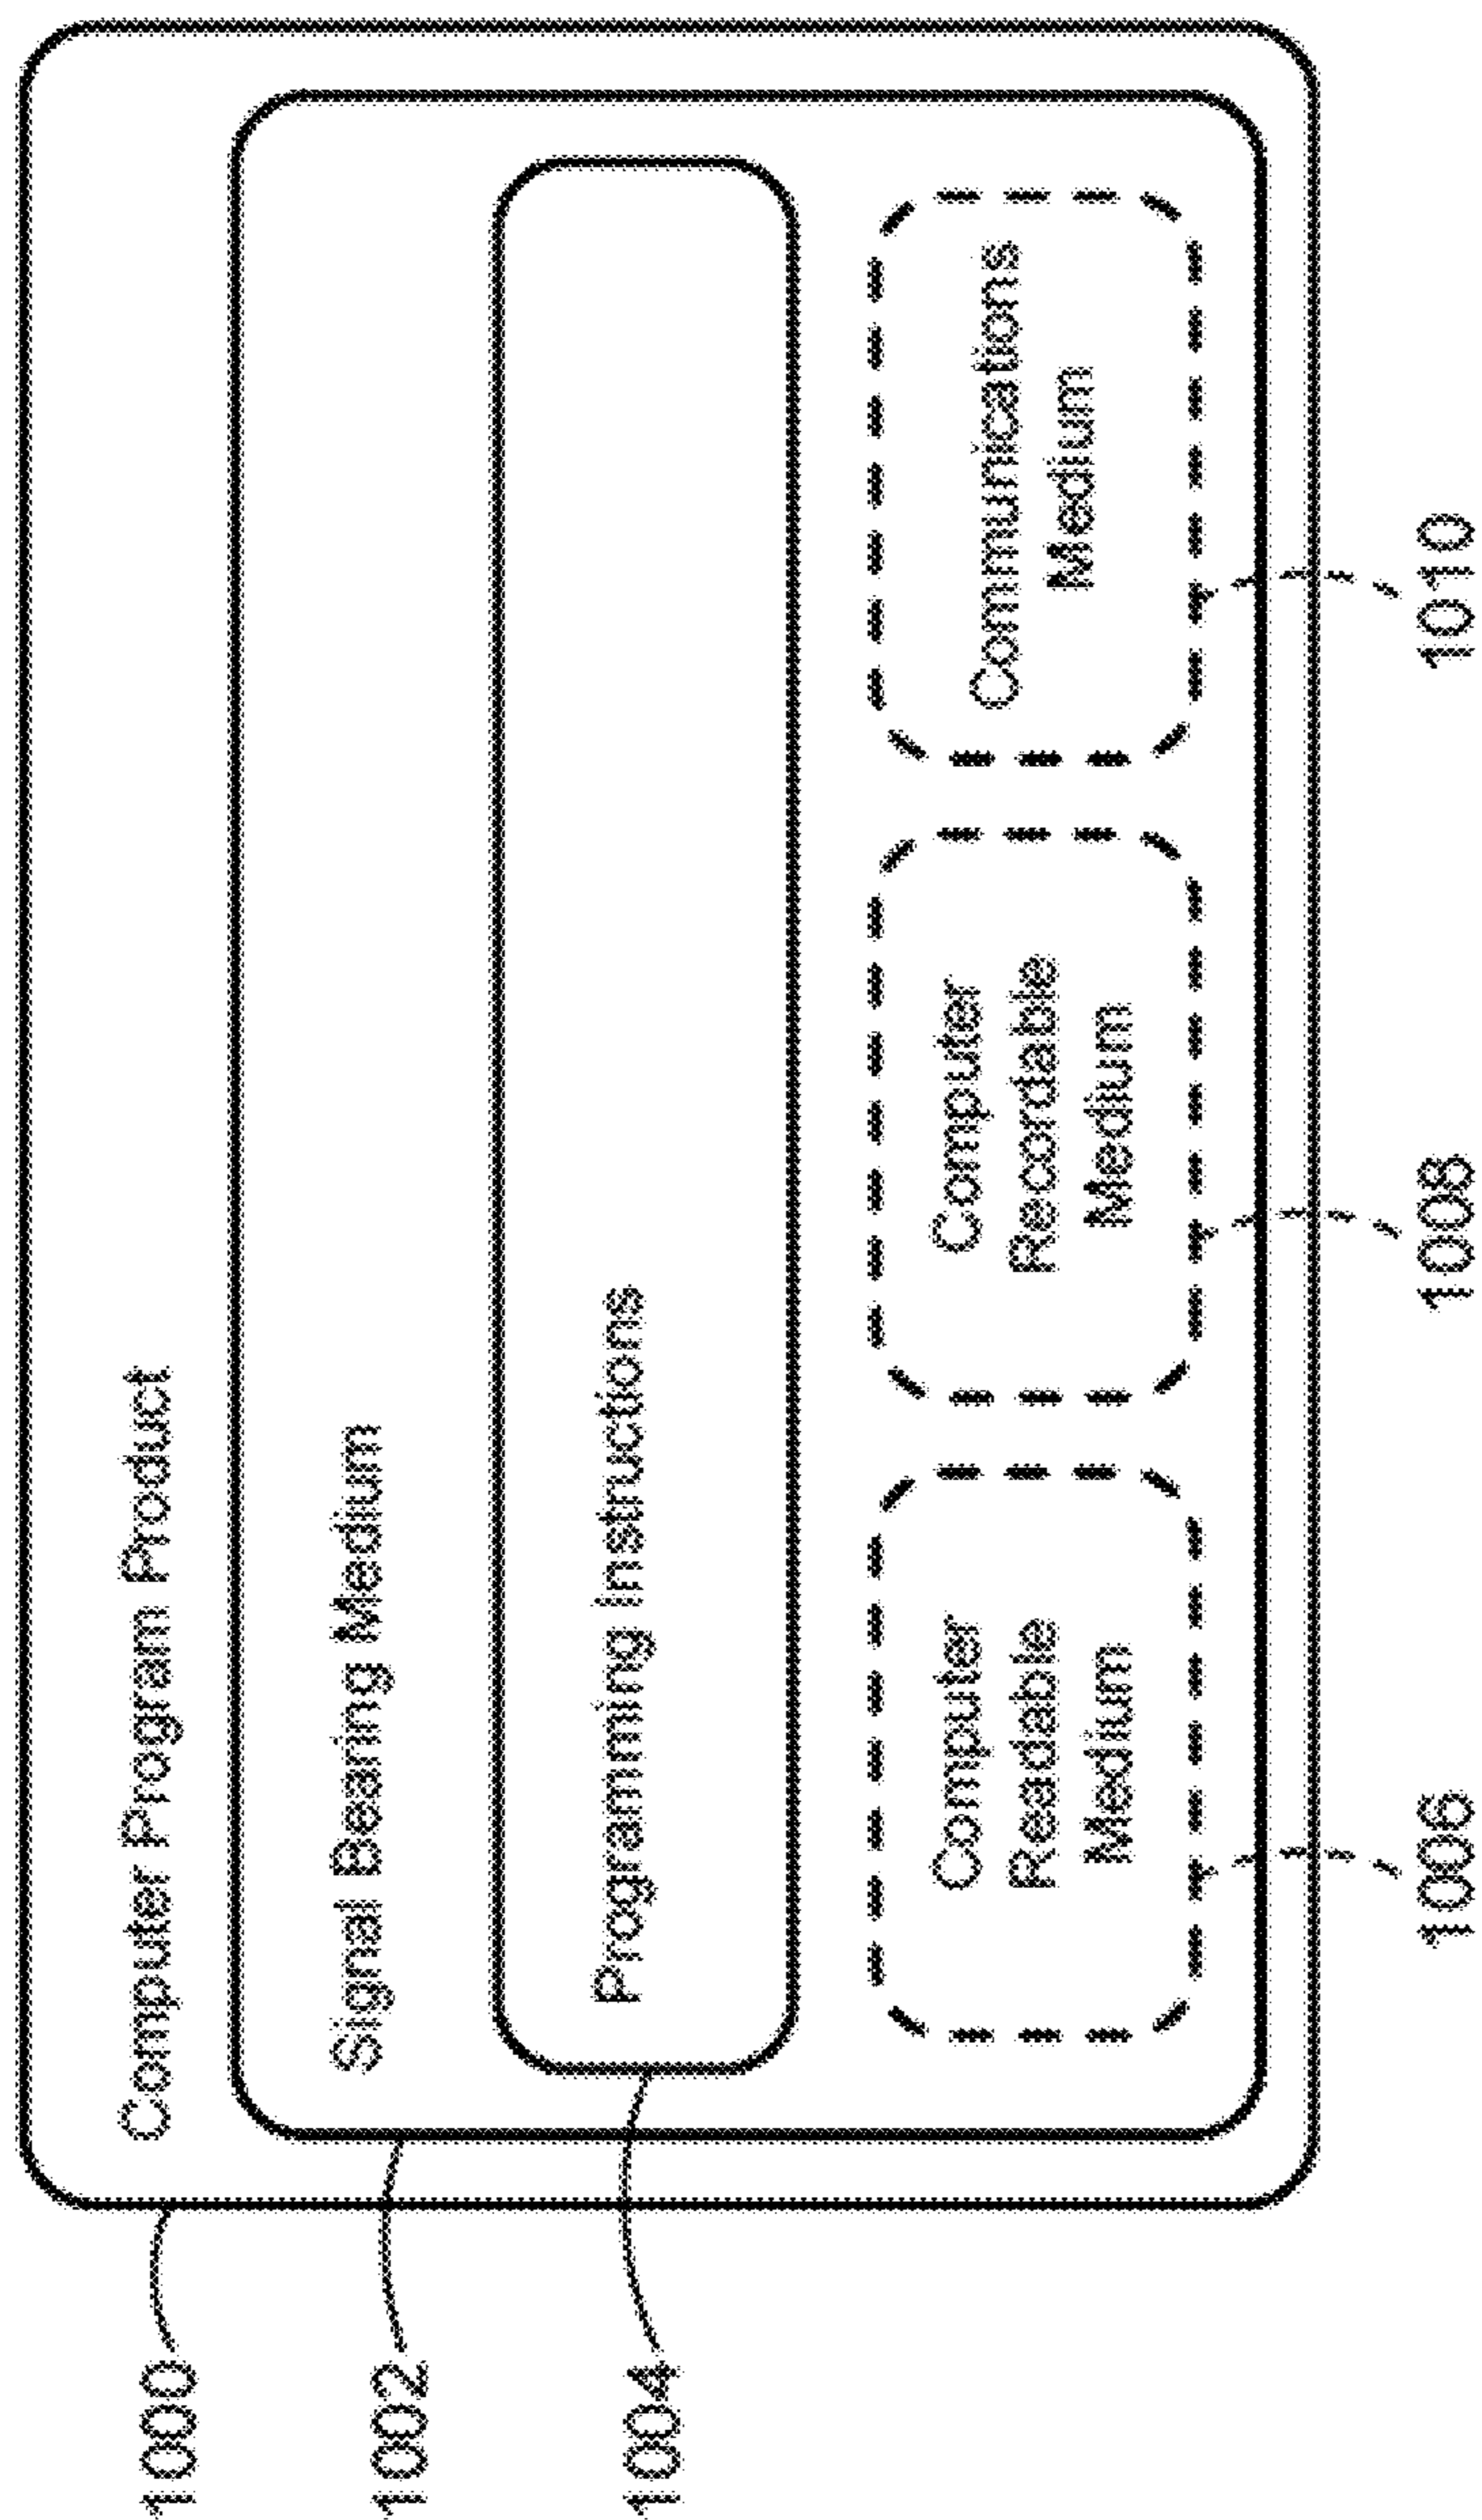 1000
Computer Program Product
1002
Signal Bearing Medium
1004
Programming Instructions
Computer
Readable
Medium
Computer
Recordable
Medium
Communications
Medium
1006
1008
1010